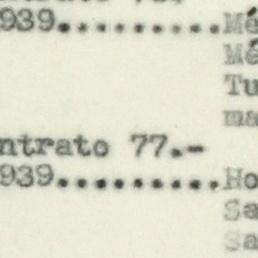 939.........Mé
Mé
Tu
ma
ntrato 77.-
939.........Ho
Sa
Sa